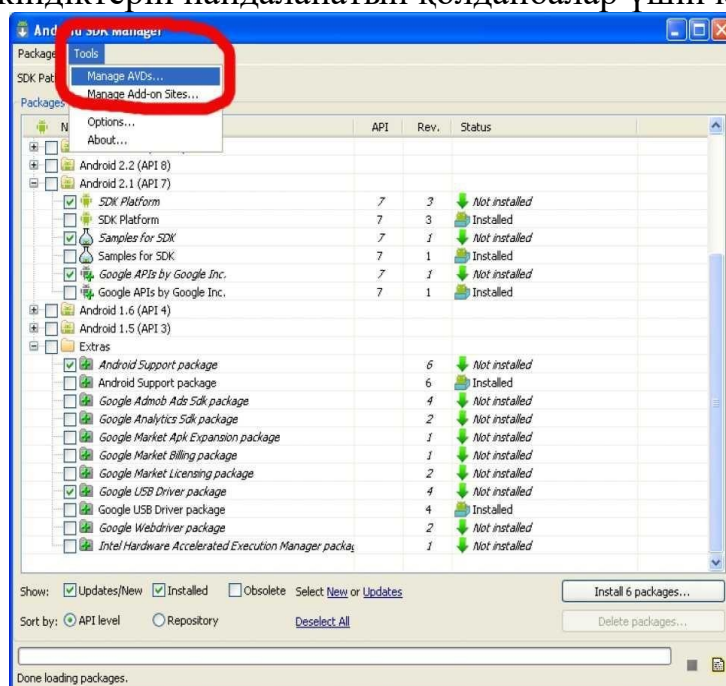 пайдаланатын қолданбалар үшін
Android SDK Manager
Package Tools
SDK Pat
Manage AVDs...
Manage Add-on Sites...
Options...
About...
Packages
N API Rev. Status
Android 2.2 (API 8)
Android 2.1 (API 7)
SDK Platform 7 3 Not installed
SDK Platform 7 3 Installed
Samples for SDK 7 1 Not installed
Samples for SDK 7 1 Installed
Google APIs by Google Inc. 7 1 Not installed
Google APIs by Google Inc. 7 1 Installed
Android 1.6 (API 4)
Android 1.5 (API 3)
Extras
Android Support package 6 Not installed
Android Support package 6 Installed
Google Admob Ads Sdk package 4 Not installed
Google Analytics Sdk package 2 Not installed
Google Market Apk Expansion package 1 Not installed
Google Market Billing package 1 Not installed
Google Market Licensing package 2 Not installed
Google USB Driver package 4 Not installed
Google USB Driver package 4 Installed
Google Webdriver package 2 Not installed
Intel Hardware Accelerated Execution Manager packag 1 Not installed
Show: Updates/New Installed Obsolete Select New or Updates Install 6 packages...
Sort by: API level Repository Deselect All Delete packages...
Done loading packages.